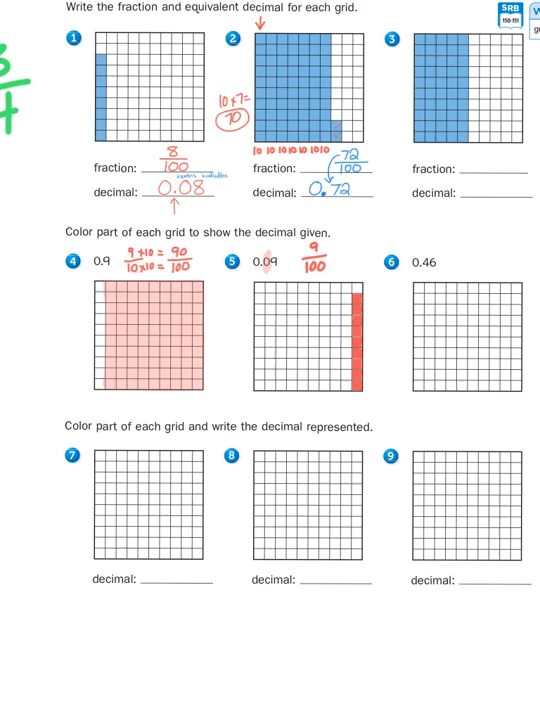 Write the fraction and equivalent decimal for each grid.
SRB
150-151
W
g
1
2
3
3
4
10 x 7 =
70
10 10 10 10 10 10 10
8
100
72
100
fraction:
fraction:
fraction:
decimal: 0.08
decimal: 0.72
decimal:
Color part of each grid to show the decimal given.
4 0.9
9 x 10 = 90
10 x 10 = 100
5 0.09
9
100
6 0.46
Color part of each grid and write the decimal represented.
7
8
9
decimal:
decimal:
decimal: